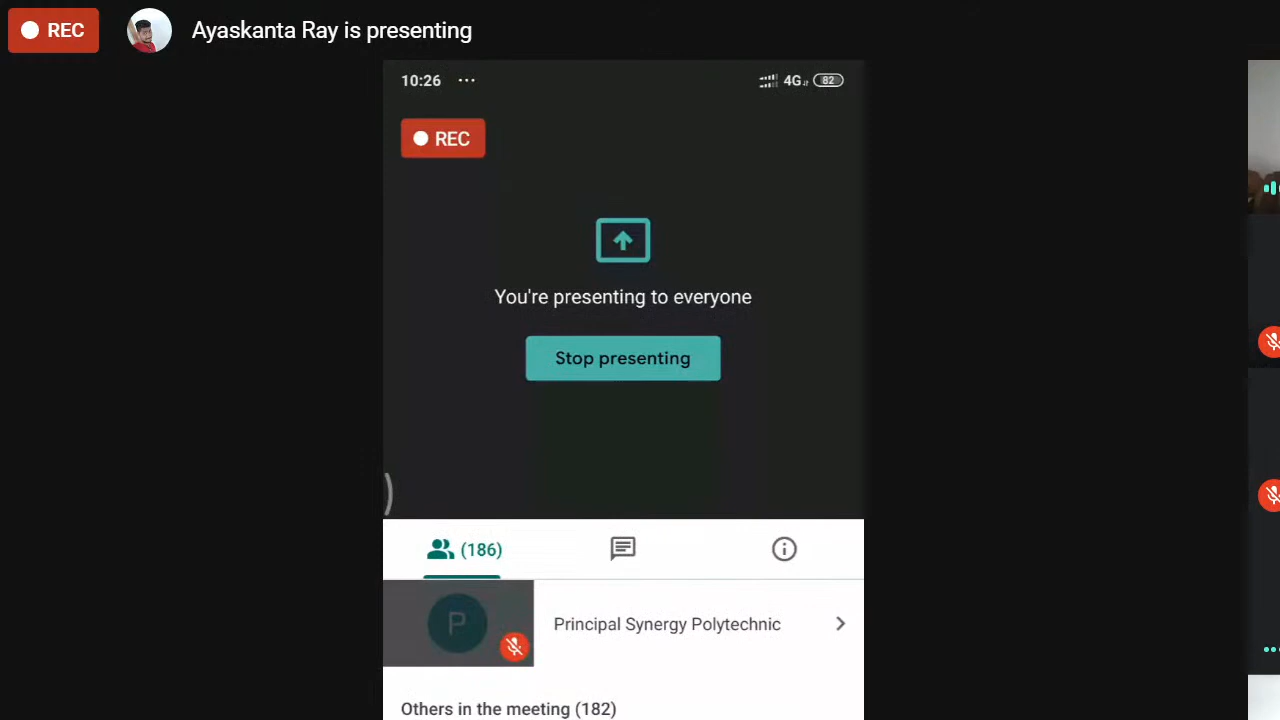 REC
Ayaskanta Ray is presenting
10:26 ... 4G 82
REC
You're presenting to everyone
Stop presenting
(186)
P
Principal Synergy Polytechnic
Others in the meeting (182)